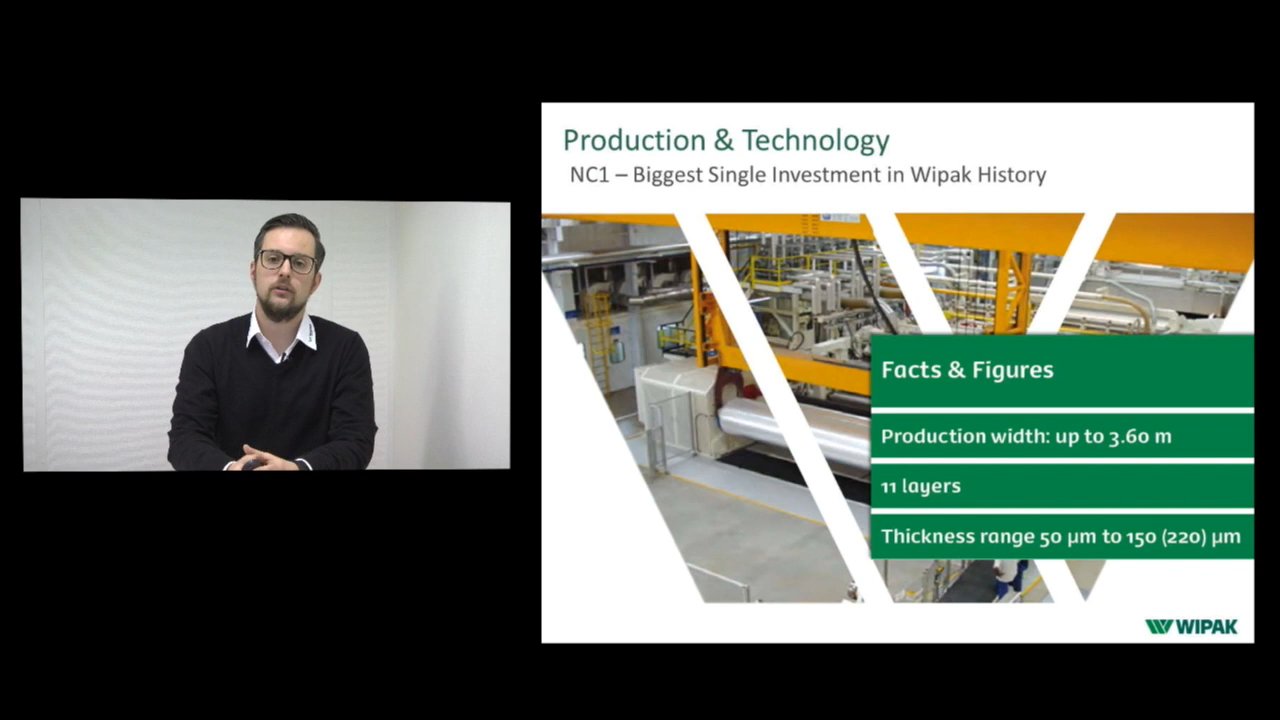 Production & Technology
NC1 – Biggest Single Investment in Wipak History
Facts & Figures
Production width: up to 3.60 m
11 layers
Thickness range 50 µm to 150 (220) µm
WIPAK